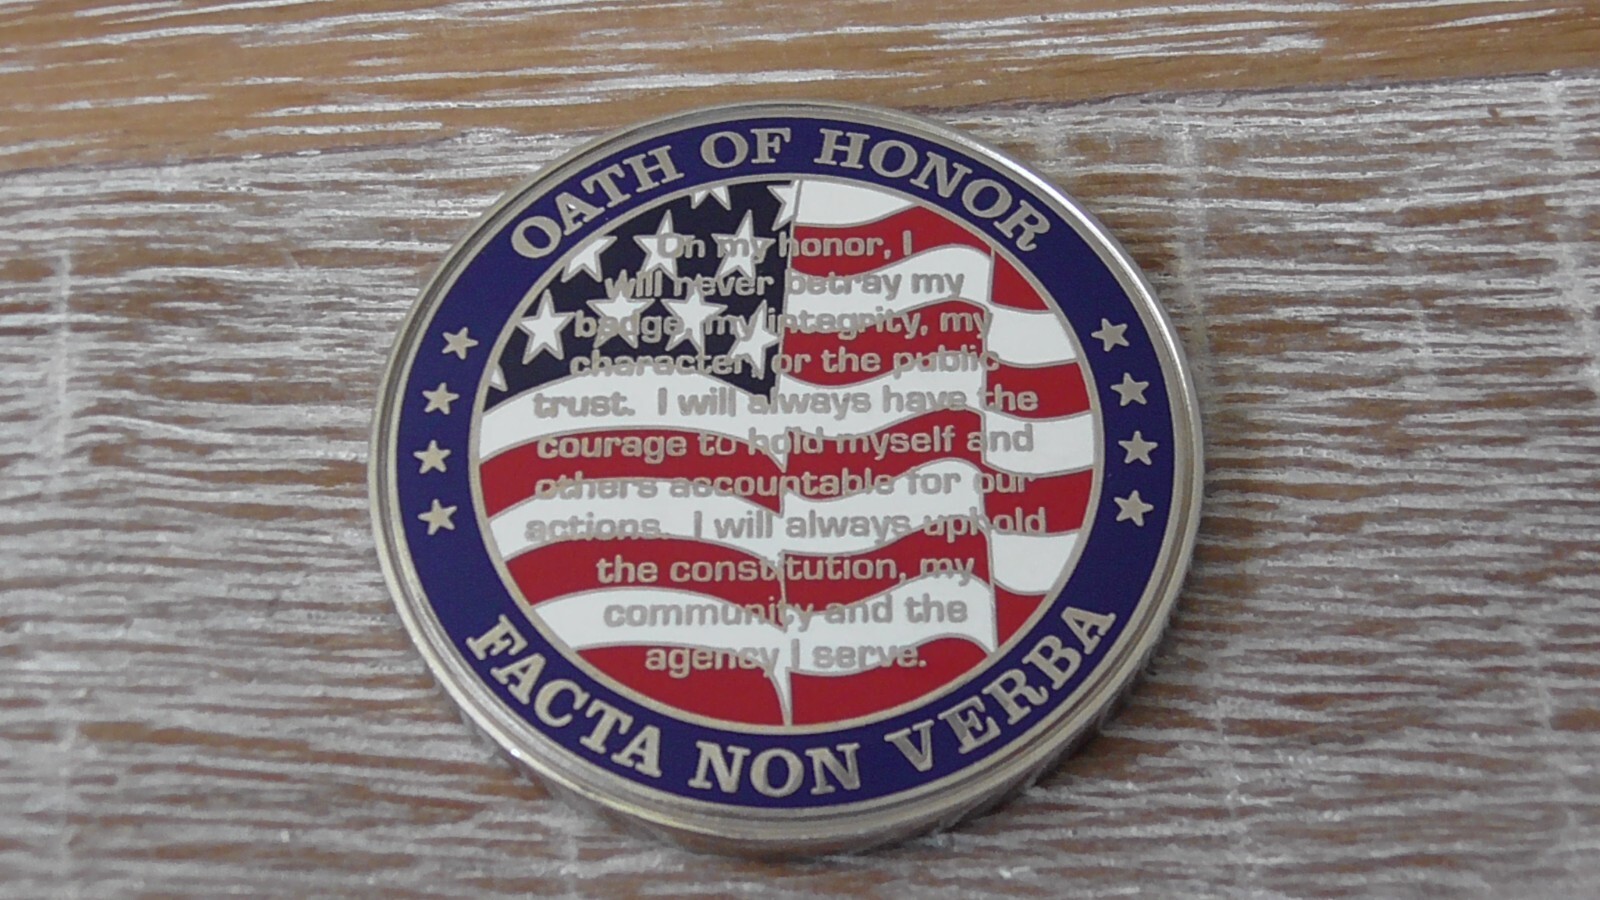 OATH OF HONOR
On my honor, I
will never betray my
badge, my integrity, my
character, or the public
trust. I will always have the
courage to hold myself and
others accountable for our
actions. I will always uphold
the constitution, my
community and the
agency I serve.
FACTA NON VERBA